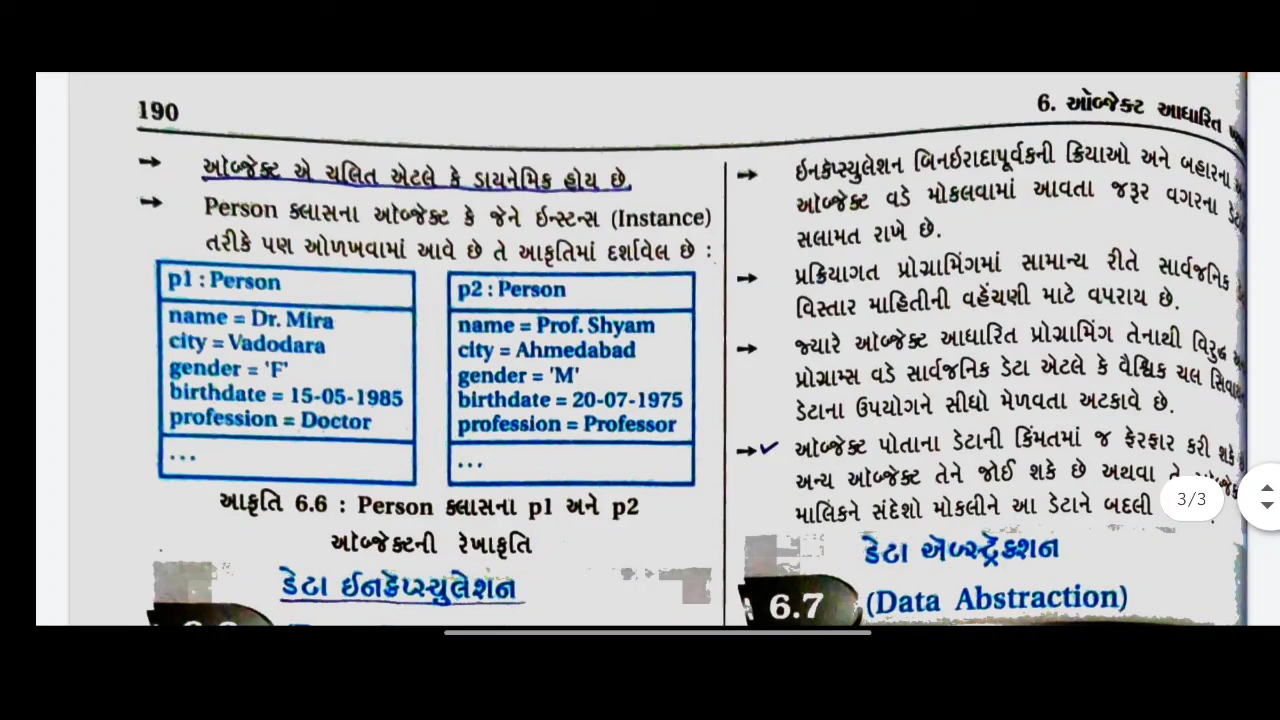 190
6. ઑબ્જેક્ટ આધારિત
→ ઑબ્જેક્ટ એ ચલિત એટલે કે ડાયનેમિક હોય છે.
→ Person ક્લાસના ઑબ્જેક્ટ કે જેને ઈન્સ્ટન્સ (Instance)
તરીકે પણ ઓળખવામાં આવે છે તે આકૃતિમાં દર્શાવેલ છે :
p1 : Person
name = Dr. Mira
city = Vadodara
gender = 'F'
birthdate = 15-05-1985
profession = Doctor
...
p2 : Person
name = Prof. Shyam
city = Ahmedabad
gender = 'M'
birthdate = 20-07-1975
profession = Professor
...
આકૃતિ 6.6 : Person ક્લાસના p1 અને p2
ઑબ્જેક્ટની રેખાકૃતિ
ડેટા ઈનકૅપ્સ્યુલેશન
→ ઈનકૅપ્સ્યુલેશન બિનઇરાદાપૂર્વકની ક્રિયાઓ અને બહારના
ઑબ્જેક્ટ વડે મોકલવામાં આવતા જરૂર વગરના
સલામત રાખે છે.
→ પ્રક્રિયાગત પ્રોગ્રામિંગમાં સામાન્ય રીતે સાર્વજનિક
વિસ્તાર માહિતીની વહેંચણી માટે વપરાય છે.
→ જ્યારે ઑબ્જેક્ટ આધારિત પ્રોગ્રામિંગ તેનાથી વિરુદ્ધ
પ્રોગ્રામ્સ વડે સાર્વજનિક ડેટા એટલે કે વૈશ્વિક ચલ
ડેટાના ઉપયોગને સીધો મેળવતા અટકાવે છે.
→ ✓ ઑબ્જેક્ટ પોતાના ડેટાની કિંમતમાં જ ફેરફાર કરી શકે
અન્ય ઑબ્જેક્ટ તેને જોઈ શકે છે અથવા તે
માલિકને સંદેશો મોકલીને આ ડેટાને બદલી
3/3
ડેટા ઍબ્સ્ટ્રૅક્શન
6.7 (Data Abstraction)